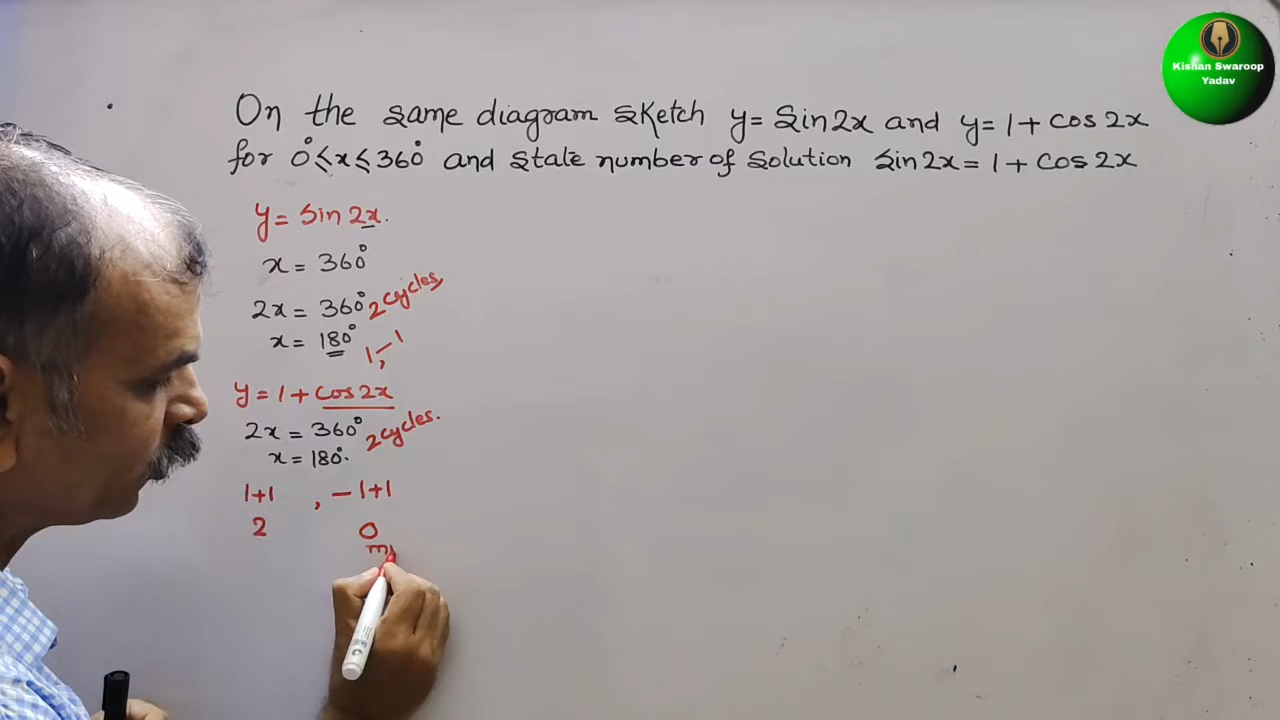 Kishan Swaroop
Yadav
On the same diagram sketch y = Sin2x and y = 1 + cos 2x
for 0° ≤ x ≤ 360° and state number of solution Sin2x = 1 + cos2x
y = Sin 2x.
x = 360°
2x = 360° 2 cycles
x = 180° 1, -1
y = 1 + cos 2x
2x = 360° 2 cycles.
x = 180°.
1+1 , -1+1
2 0